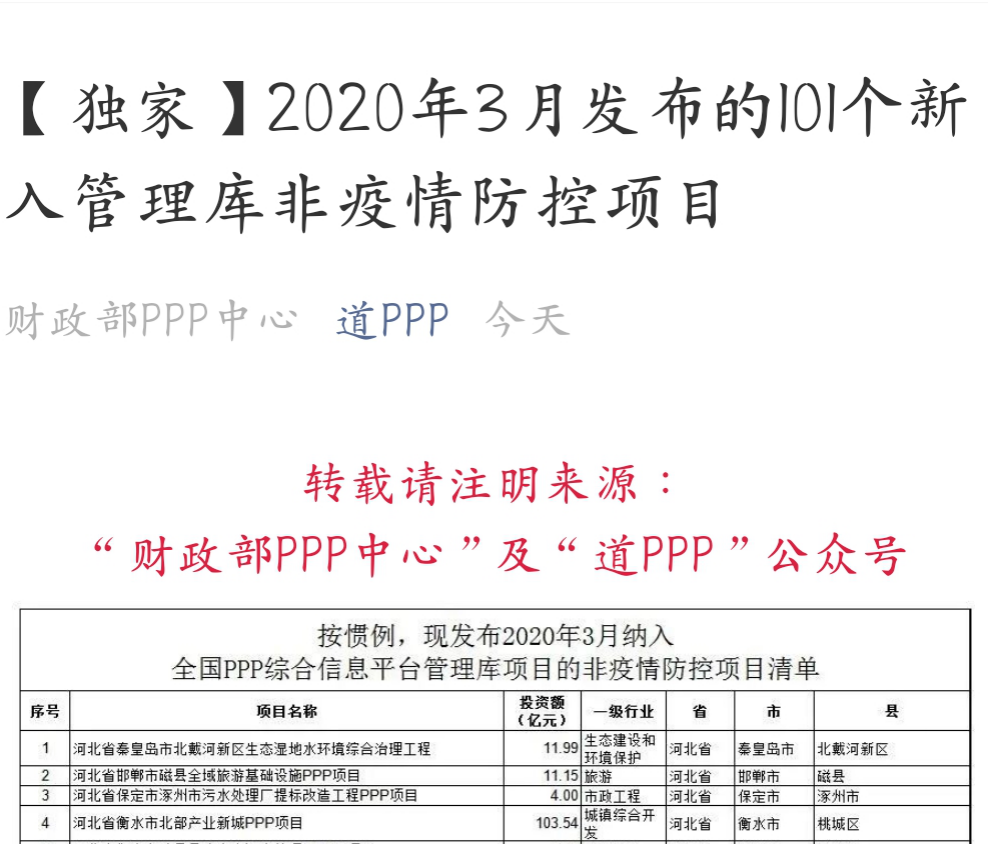 【独家】2020年3月发布的101个新
入管理库非疫情防控项目
财政部PPP中心 道PPP 今天
转载请注明来源：
“财政部PPP中心”及“道PPP”公众号
按惯例，现发布2020年3月纳入
全国PPP综合信息平台管理库项目的非疫情防控项目清单
序号 项目名称 投资额（亿元） 一级行业 省 市 县
1 河北省秦皇岛市北戴河新区生态湿地水环境综合治理工程 11.99 生态建设和环境保护 河北省 秦皇岛市 北戴河新区
2 河北省邯郸市磁县全域旅游基础设施PPP项目 11.15 旅游 河北省 邯郸市 磁县
3 河北省保定市涿州市污水处理厂提标改造工程PPP项目 4.00 市政工程 河北省 保定市 涿州市
4 河北省衡水市北部产业新城PPP项目 103.54 城镇综合开发 河北省 衡水市 桃城区